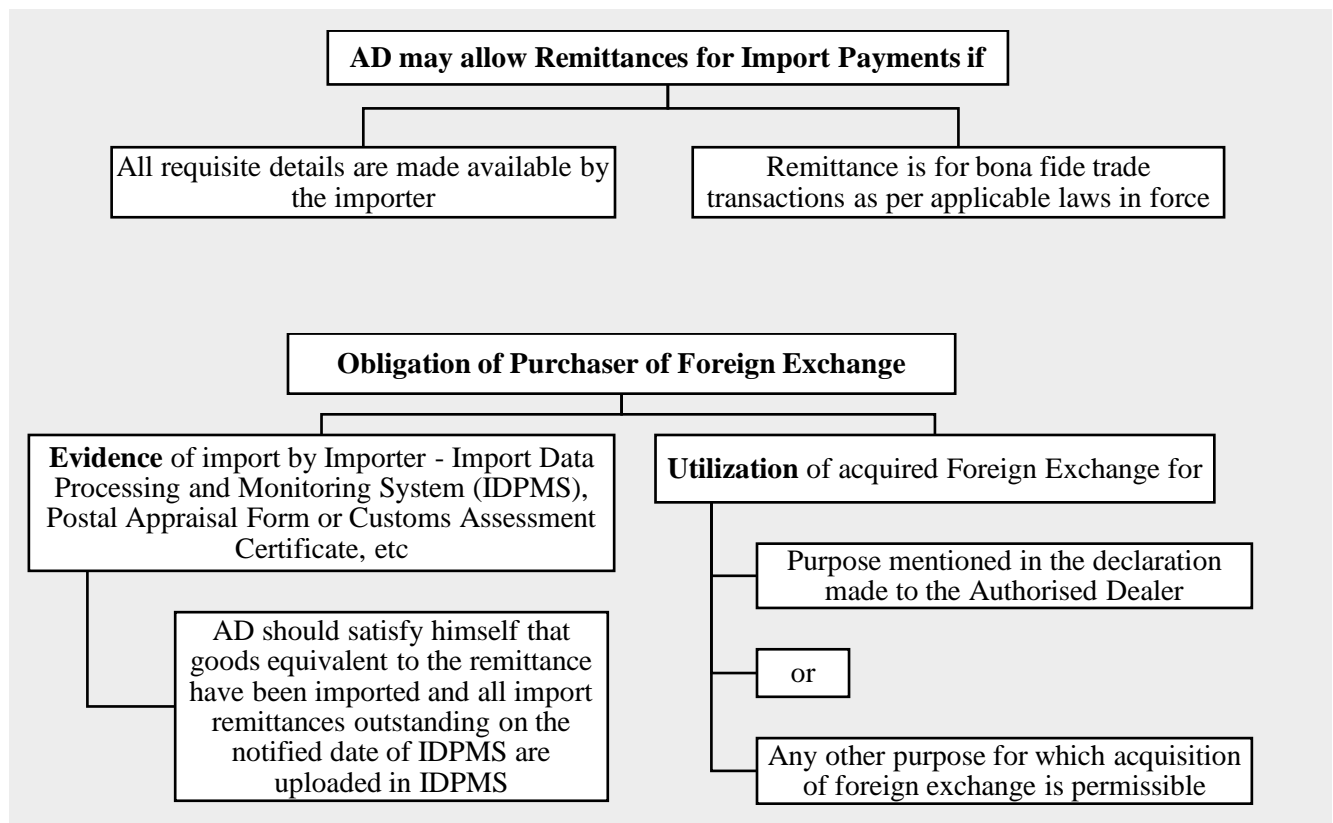 AD may allow Remittances for Import Payments if
All requisite details are made available by
the importer
Remittance is for bona fide trade
transactions as per applicable laws in force
Obligation of Purchaser of Foreign Exchange
Evidence of import by Importer - Import Data
Processing and Monitoring System (IDPMS),
Postal Appraisal Form or Customs Assessment
Certificate, etc
AD should satisfy himself that
goods equivalent to the remittance
have been imported and all import
remittances outstanding on the
notified date of IDPMS are
uploaded in IDPMS
Utilization of acquired Foreign Exchange for
Purpose mentioned in the declaration
made to the Authorised Dealer
or
Any other purpose for which acquisition
of foreign exchange is permissible